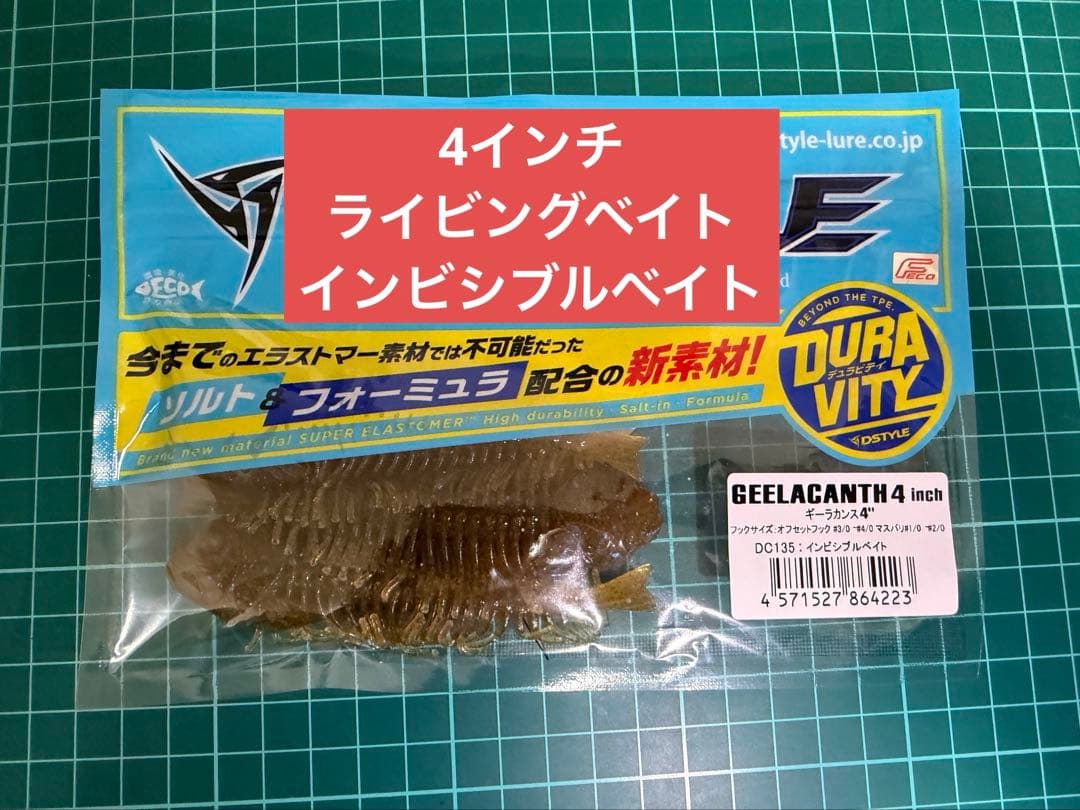 4インチ
ライビングベイト
インビシブルベイト
tyle-lure.co.jp
E
FECO
ECO
BEYOND THE TPE.
DURA
デュラビティ
VITY
DSTYLE
今までのエラストマー素材では不可能だった
ソルト&フォーミュラ配合の新素材!
Brand new material SUPER ELASTOMER High durability・Salt-in・Formula
GEELACANTH 4 inch
ギーラカンス4"
フックサイズ:オフセットフック #3/0 ~#4/0 マスバリ#1/0 ~#2/0
DC135:インビシブルベイト
4 571527 864223